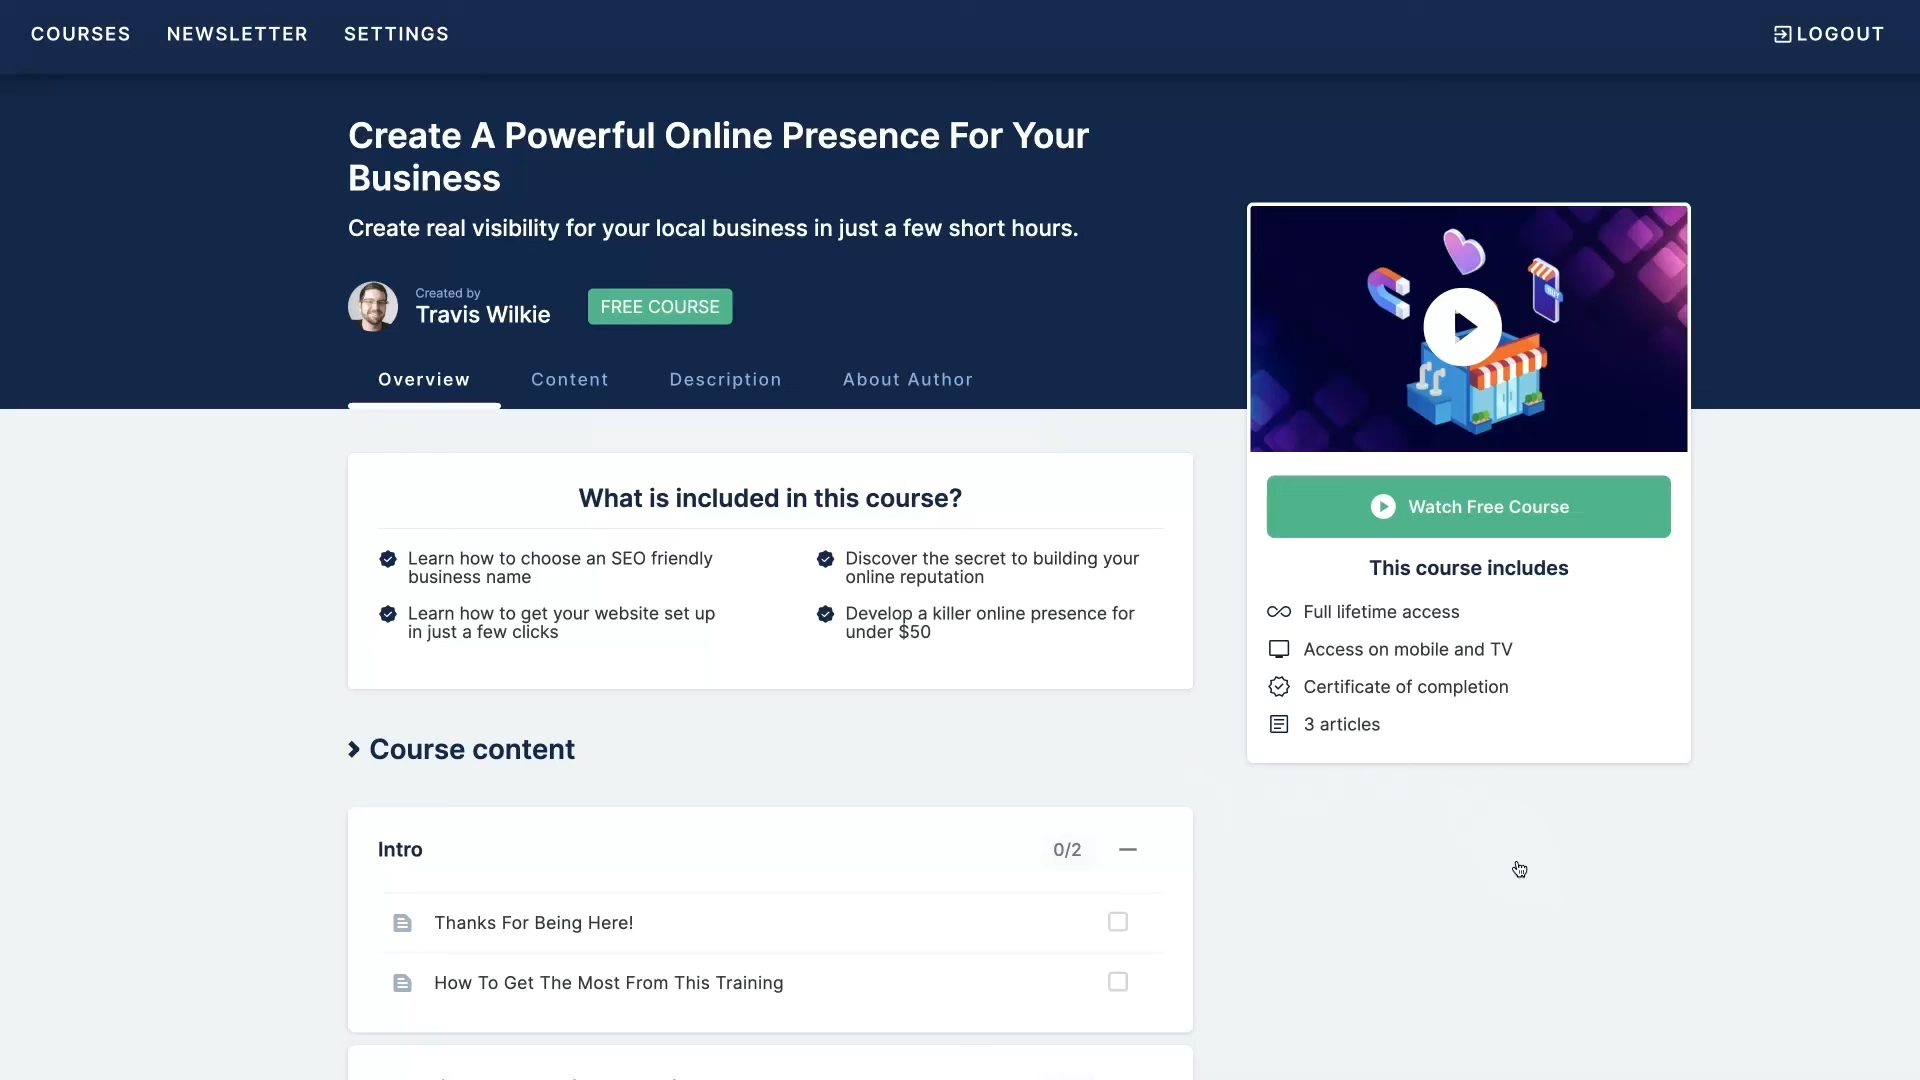 COURSES NEWSLETTER SETTINGS LOGOUT
Create A Powerful Online Presence For Your
Business
Create real visibility for your local business in just a few short hours.
Created by
Travis Wilkie
FREE COURSE
Overview Content Description About Author
What is included in this course?
Learn how to choose an SEO friendly
business name
Discover the secret to building your
online reputation
Learn how to get your website set up
in just a few clicks
Develop a killer online presence for
under $50
Course content
Intro 0/2
Thanks For Being Here!
How To Get The Most From This Training
BUY
Watch Free Course
This course includes
Full lifetime access
Access on mobile and TV
Certificate of completion
3 articles